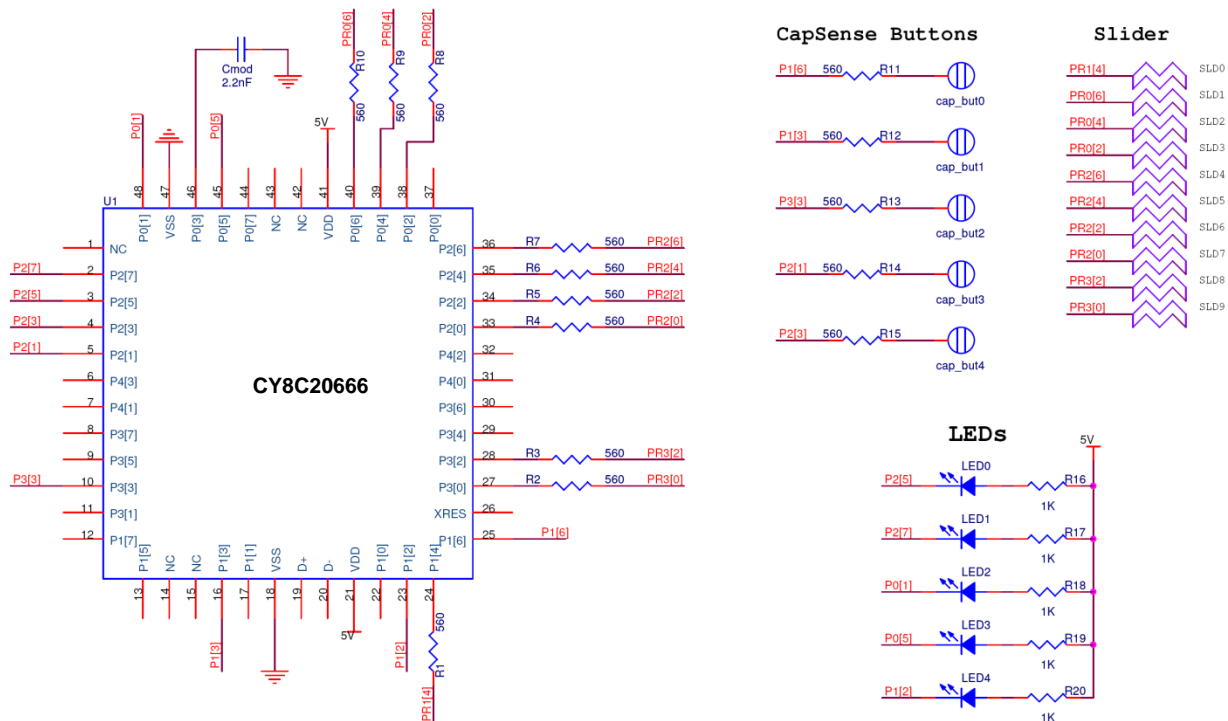 CapSense Buttons
Slider
Cmod
2.2nF
PR0[6]
PR0[4]
PR0[2]
R10
R9
R8
560
560
560
P0[1]
P0[5]
5V
48
47
46
45
44
43
42
41
40
39
38
37
U1
P0[1]
VSS
P0[3]
P0[5]
P0[7]
NC
NC
VDD
P0[6]
P0[4]
P0[2]
P0[0]
1 NC
P2[7] 2 P2[7]
P2[5] 3 P2[5]
P2[3] 4 P2[3]
P2[1] 5 P2[1]
6 P4[3]
7 P4[1]
8 P3[7]
9 P3[5]
P3[3] 10 P3[3]
11 P3[1]
12 P1[7]
CY8C20666
P2[6] 36 R7 560 PR2[6]
P2[4] 35 R6 560 PR2[4]
P2[2] 34 R5 560 PR2[2]
P2[0] 33 R4 560 PR2[0]
P4[2] 32
P4[0] 31
P3[6] 30
P3[4] 29
P3[2] 28 R3 560 PR3[2]
P3[0] 27 R2 560 PR3[0]
XRES 26
P1[6] 25 P1[6]
P1[5]
NC
NC
P1[3]
P1[1]
VSS
D+
D-
VDD
P1[0]
P1[2]
P1[4]
13
14
15
16
17
18
19
20
21
22
23
24
P1[3]
5V
P1[2]
560
R1
PR1[4]
P1[6] 560 R11
cap_but0
P1[3] 560 R12
cap_but1
P3[3] 560 R13
cap_but2
P2[1] 560 R14
cap_but3
P2[3] 560 R15
cap_but4
PR1[4] SLD0
PR0[6] SLD1
PR0[4] SLD2
PR0[2] SLD3
PR2[6] SLD4
PR2[4] SLD5
PR2[2] SLD6
PR2[0] SLD7
PR3[2] SLD8
PR3[0] SLD9
LEDs
5V
LED0
P2[5] R16
1K
LED1
P2[7] R17
1K
LED2
P0[1] R18
1K
LED3
P0[5] R19
1K
LED4
P1[2] R20
1K